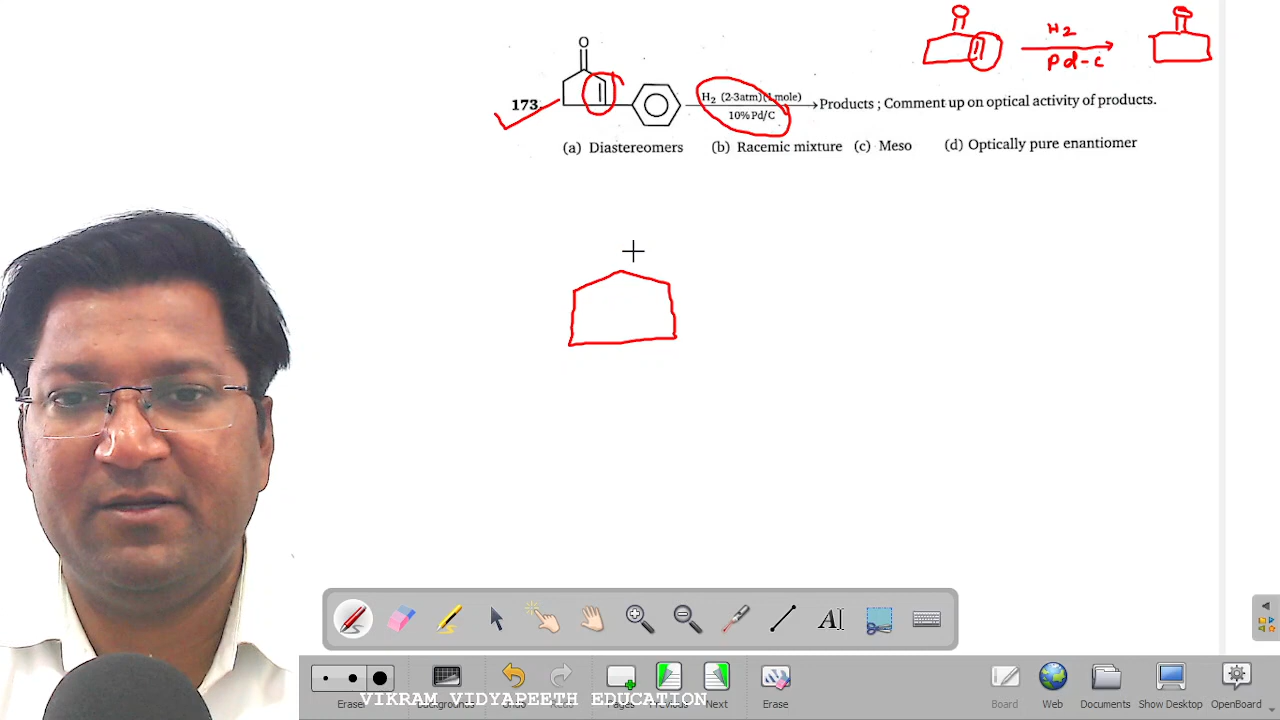 O
H2
Pd-C
173.
H₂ (2-3atm)(1 mole)
10% Pd/C
Products ; Comment up on optical activity of products.
(a) Diastereomers (b) Racemic mixture (c) Meso (d) Optically pure enantiomer
Eraser
Pages
Previous
Next
Erase
Board
Web
Documents
Show Desktop
OpenBoard
VIKRAM VIDYAPEETH EDUCATION